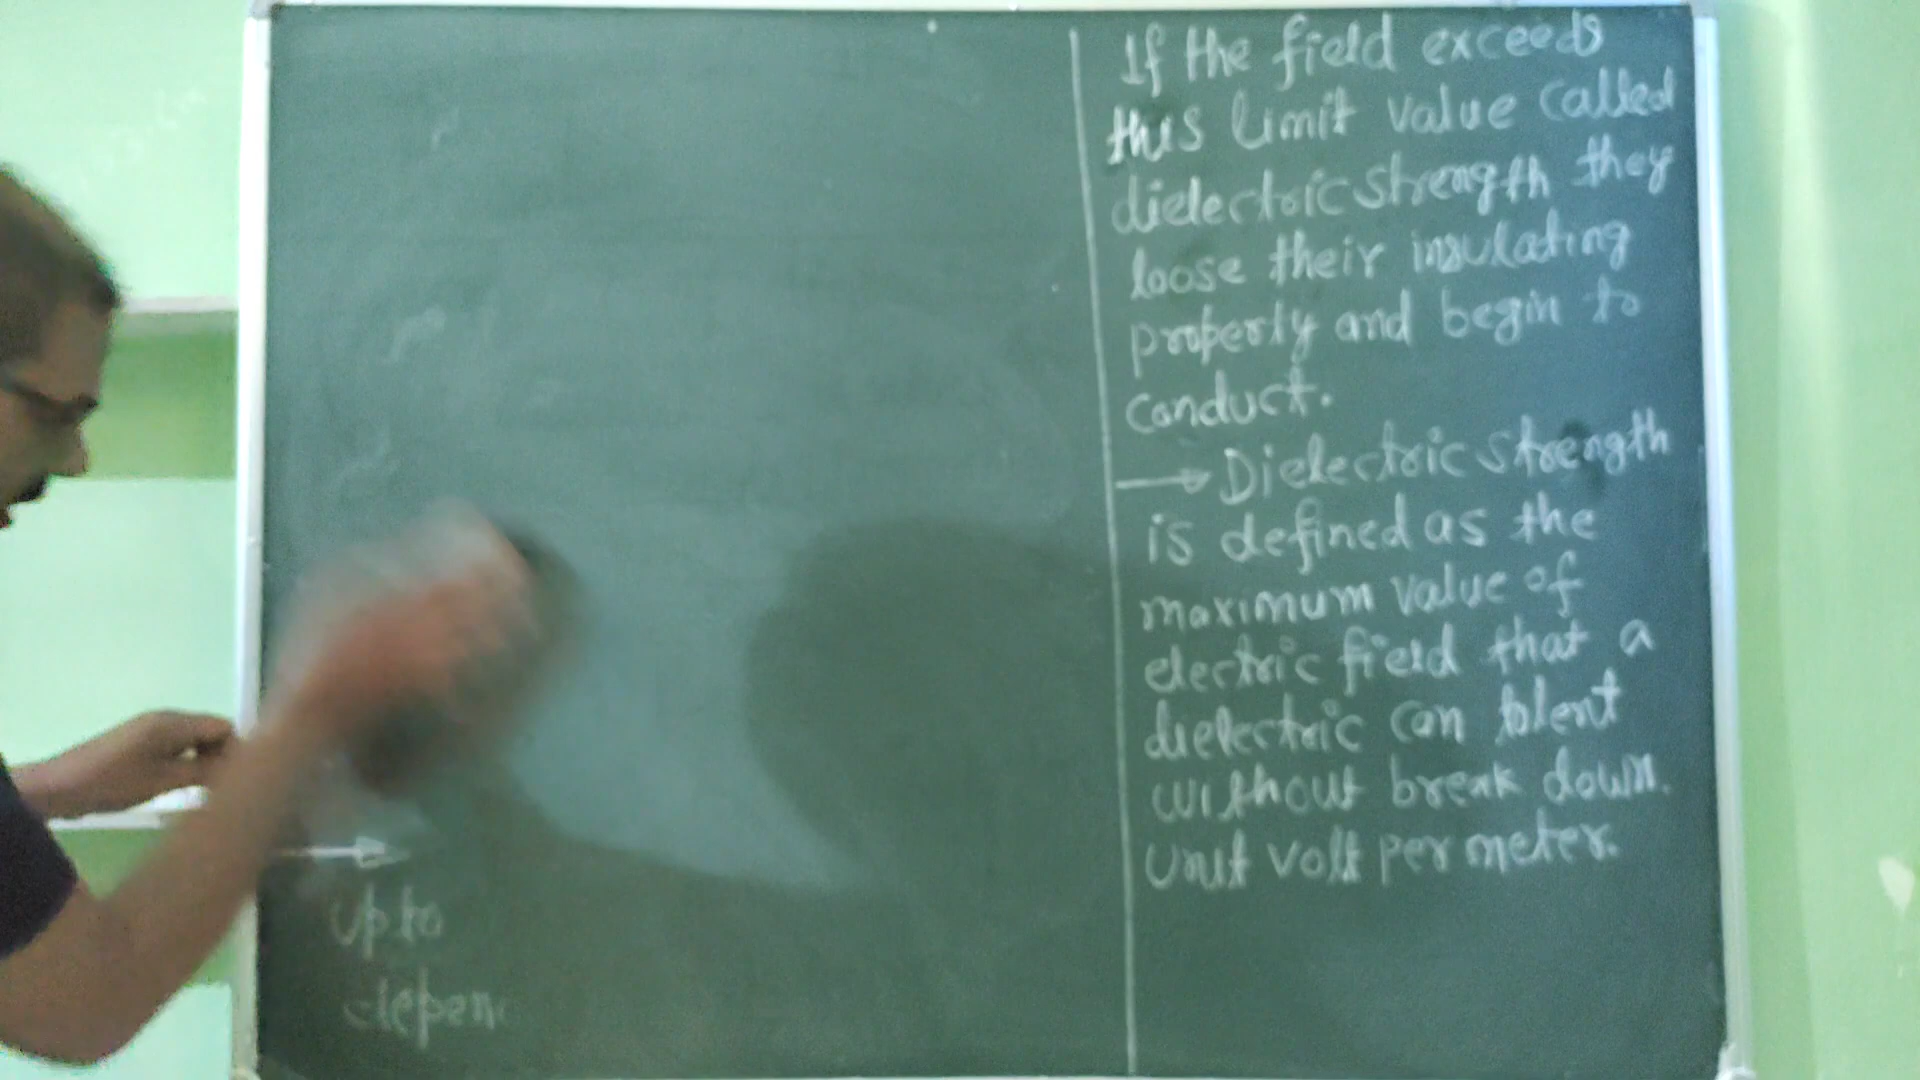 up to
depen
If the field exceeds
this limit value called
dielectric strength they
loose their insulating
property and begin to
conduct.
→ Dielectric strength
is defined as the
maximum value of
electric field that a
dielectric can
without break down.
Unit volt per meter.